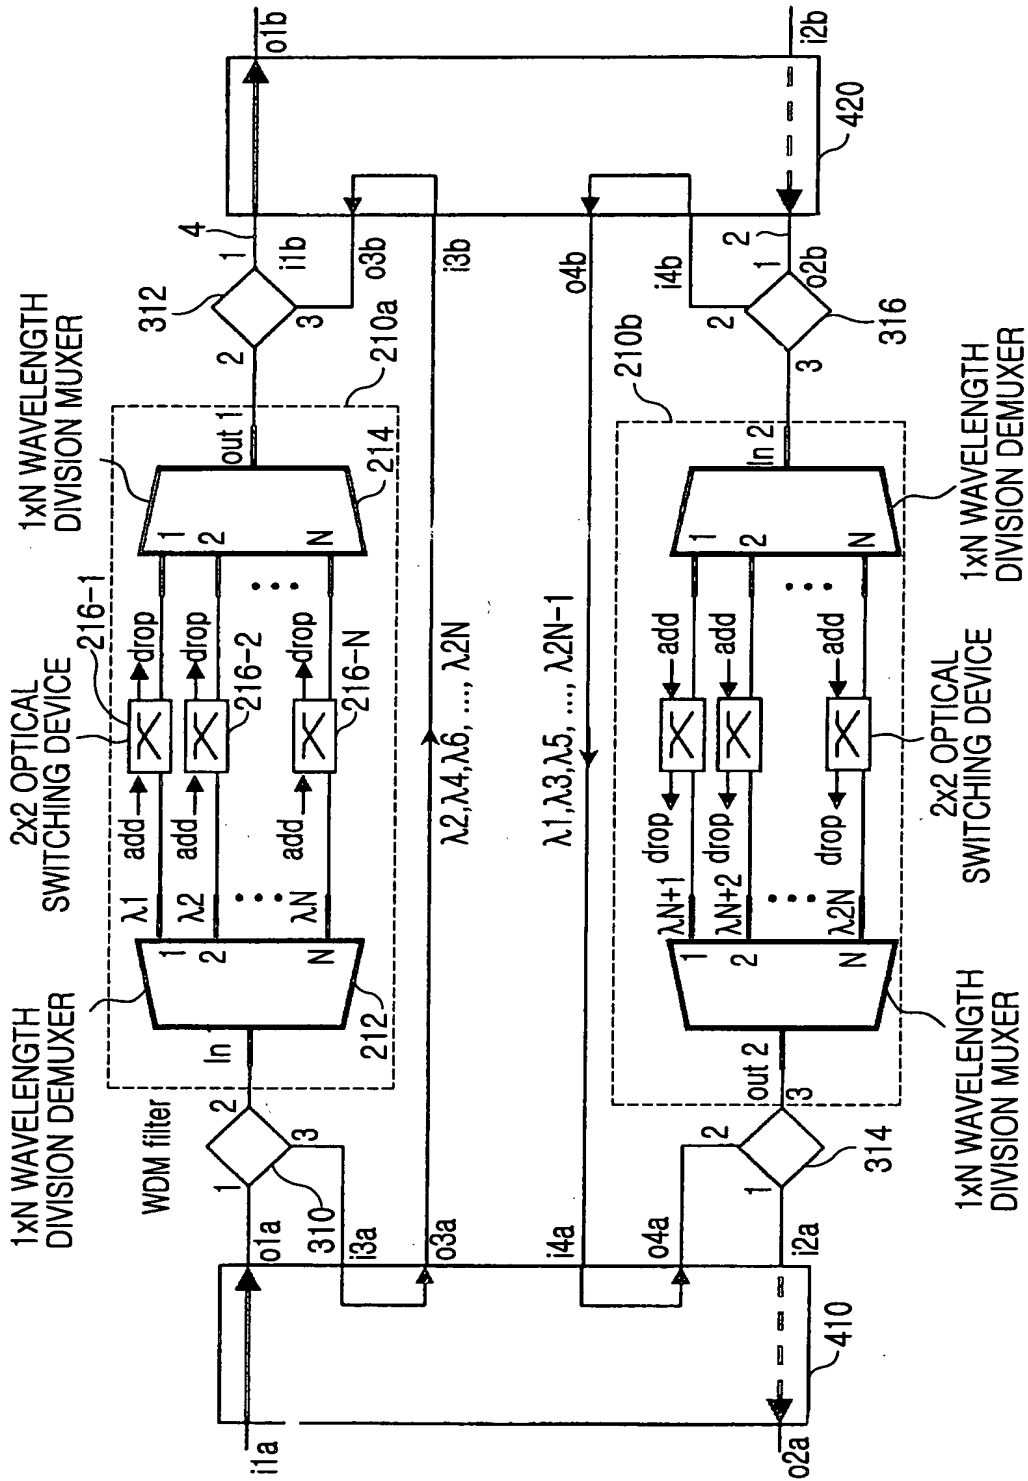 1xN WAVELENGTH
DIVISION DEMUXER
2x2 OPTICAL
SWITCHING DEVICE
216-1
1xN WAVELENGTH
DIVISION MUXER
WDM filter
i1a
o1a
1
2
3
310
In
212
1
2
N
λ1
λ2
λN
add
add
add
drop
drop
drop
216-2
216-N
1
2
N
214
out 1
210a
2
1
3
312
4
i1b
o1b
i3a
o3a
λ2,λ4,λ6, ..., λ2N
i3b
o3b
i4a
o4a
λ1,λ3,λ5, ..., λ2N-1
o4b
i4b
410
o2a
i2a
1
2
3
314
out 2
1
2
N
λN+1
λN+2
λ2N
drop
drop
drop
add
add
add
1
2
N
In 2
210b
3
2
1
316
o2b
2
420
i2b
1xN WAVELENGTH
DIVISION MUXER
2x2 OPTICAL
SWITCHING DEVICE
1xN WAVELENGTH
DIVISION DEMUXER